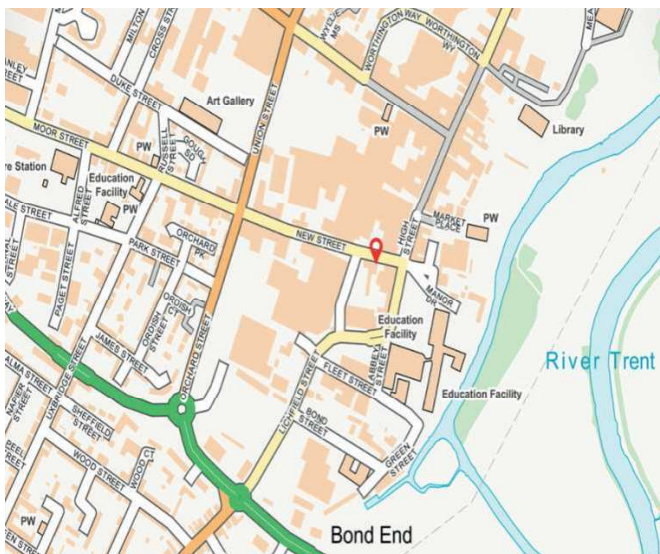 MILTON
CROSS STREET
WORTHINGTON WAY
WORTHINGTON
WY
MS
DUKE STREET
Art Gallery
UNION STREET
PW
Library
MOOR STREET
RUSSELL STREET
GOUGH SD
PW
Station
Education
Facility
ALFRED STREET
PW
PARK STREET
ORCHARD PK
NEW STREET
HIGH STREET
MARKET PLACE
PW
PAGET STREET
ORDISH CT
ORDISH STREET
MANOR DR
JAMES STREET
ORCHARD STREET
Education
Facility
River Trent
UXBRIDGE STREET
LICHFIELD STREET
FLEET STREET
ABBEY STREET
Education Facility
ALMA STREET
NAPIER STREET
SHEFFIELD STREET
BOND STREET
GREEN STREET
WOOD STREET
WOOD CT
PW
Bond End